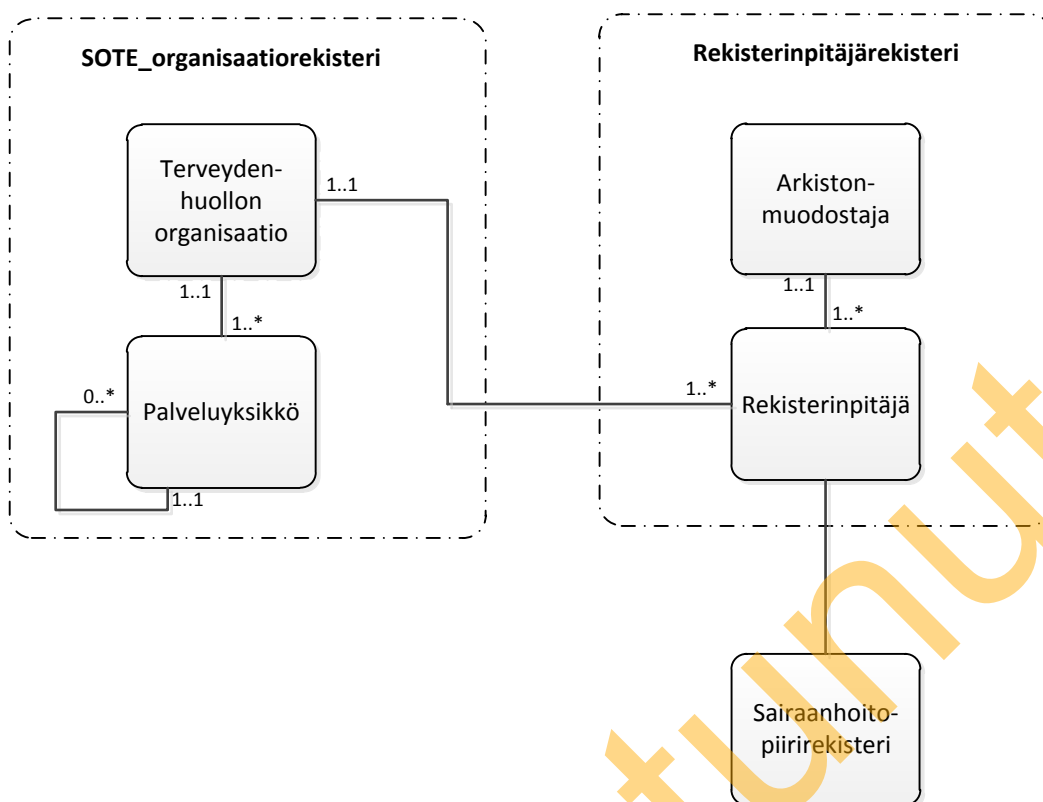 SOTE_organisaatiorekisteri
Terveyden-
huollon
organisaatio
1..1
1..1
1..*
0..*
Palveluyksikkö
1..1
Rekisterinpitäjärekisteri
Arkiston-
muodostaja
1..1
1..*
1..*
Rekisterinpitäjä
Sairaanhoito-
piirirekisteri
tunut